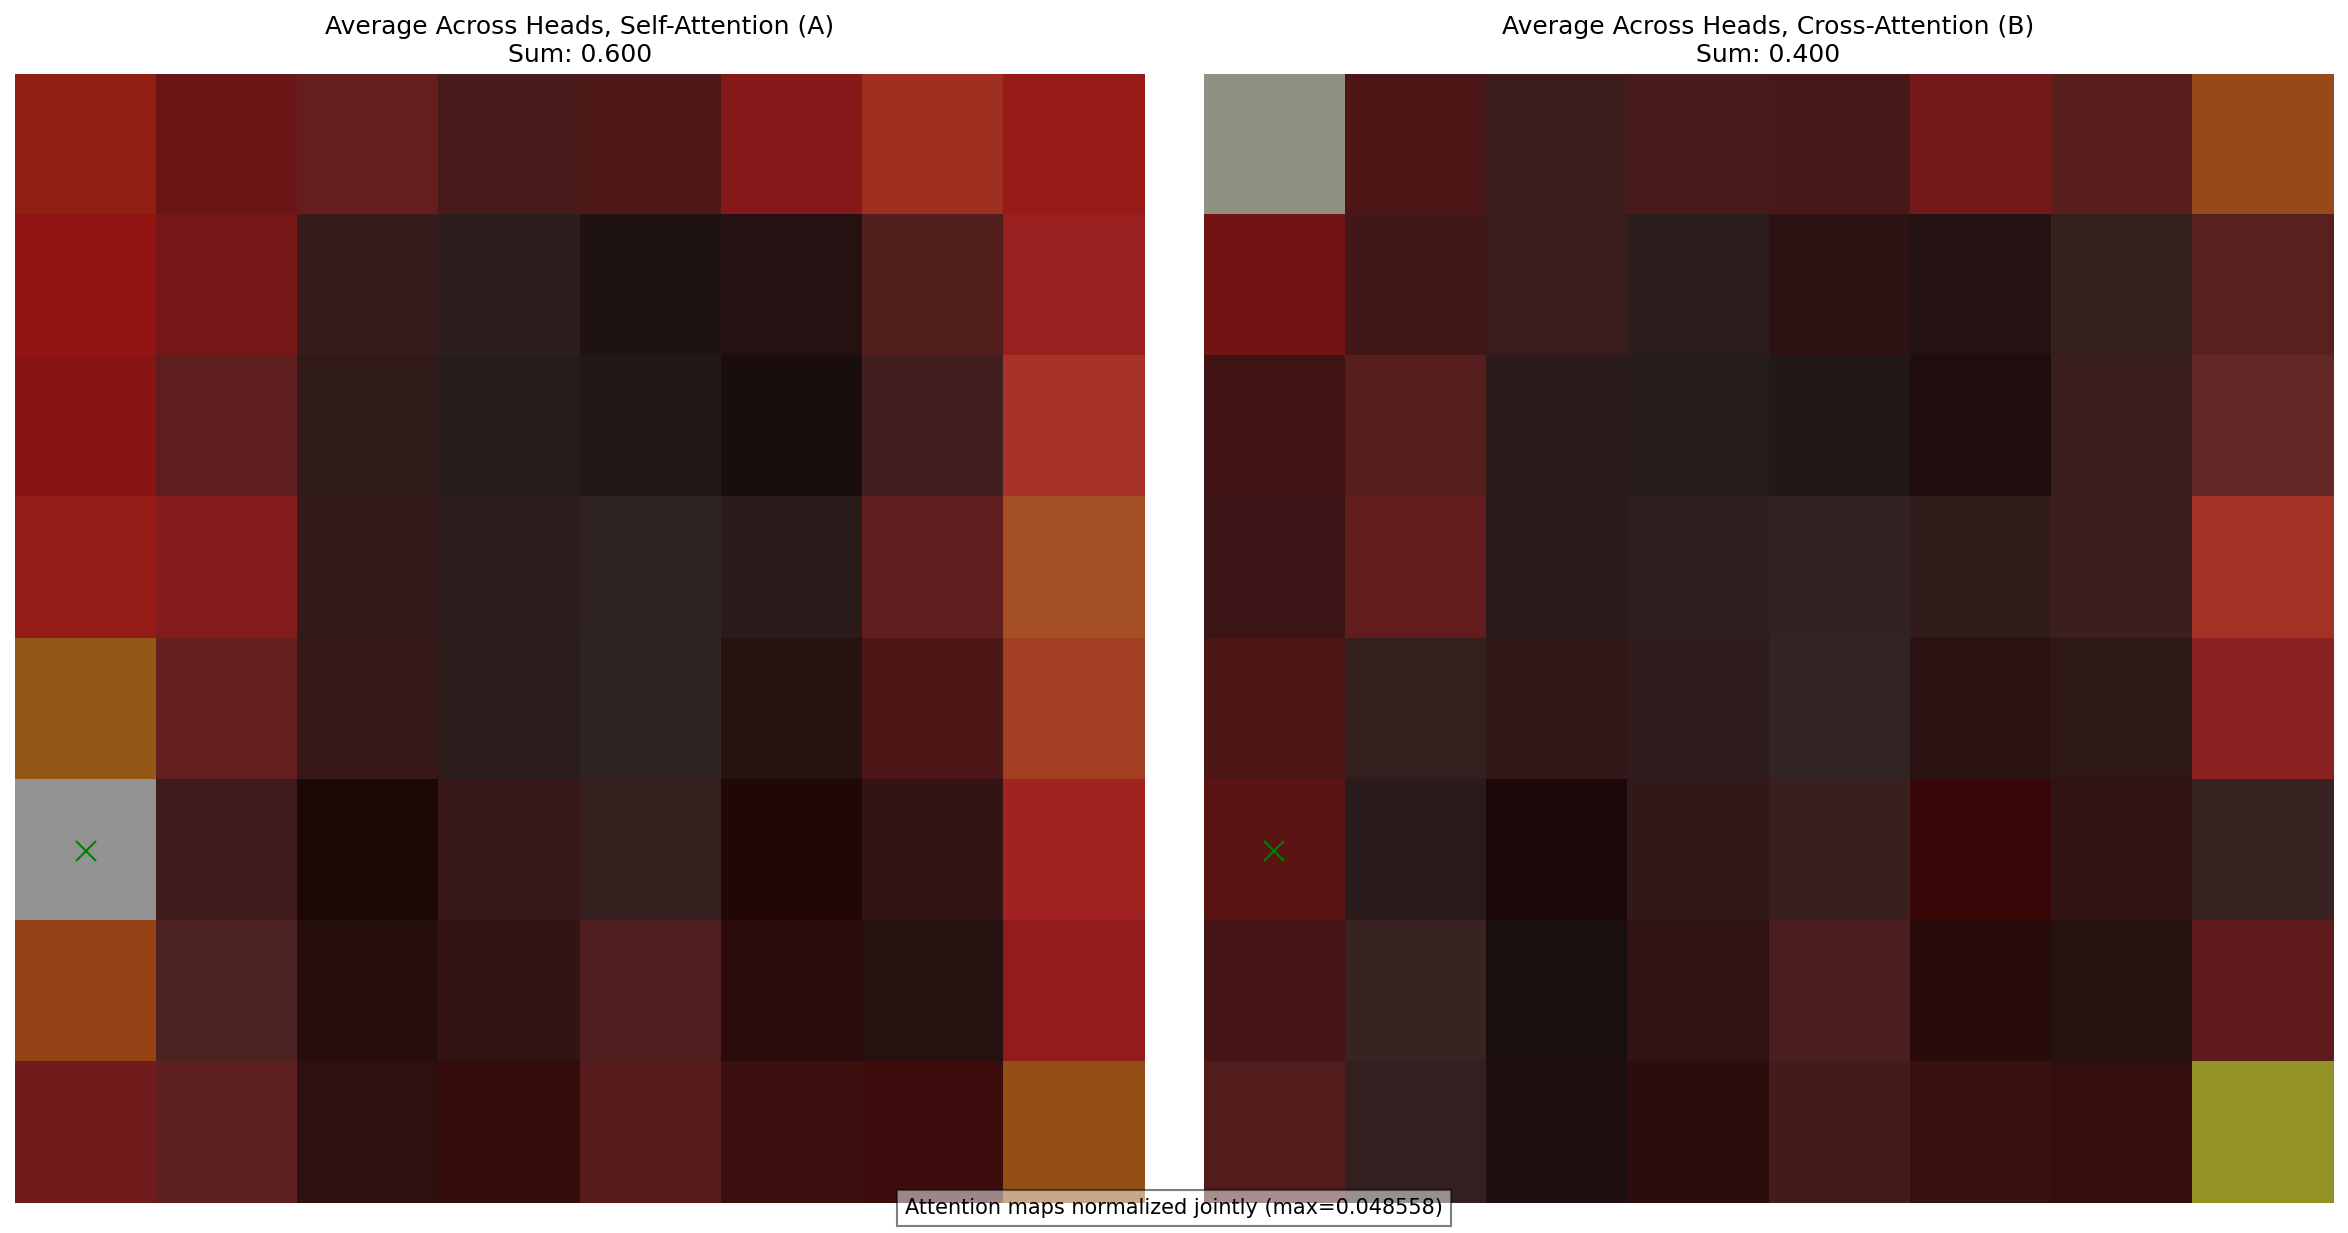 Average Across Heads, Self-Attention (A)
Sum: 0.600
Average Across Heads, Cross-Attention (B)
Sum: 0.400
Attention maps normalized jointly (max=0.048558)